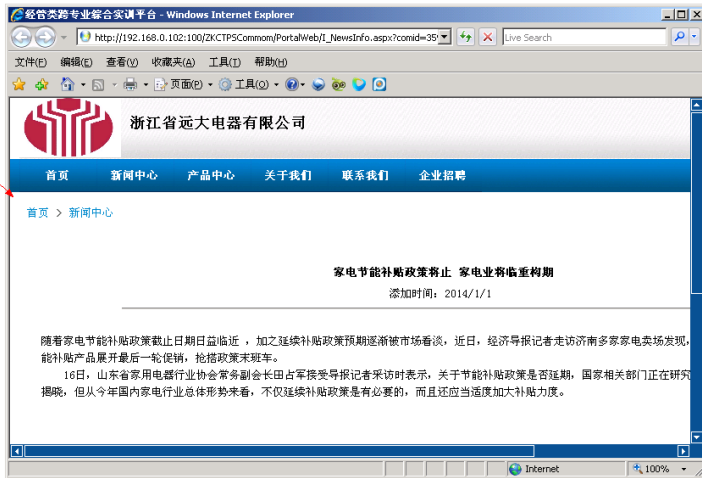 经管类跨专业综合实训平台 - Windows Internet Explorer
http://192.168.0.102:100/ZKCTPSCommom/PortalWeb/I_NewsInfo.aspx?comid=359
Live Search
文件(F) 编辑(E) 查看(V) 收藏夹(A) 工具(T) 帮助(H)
页面(P) 工具(O)
浙江省远大电器有限公司
首页 新闻中心 产品中心 关于我们 联系我们 企业招聘
首页 > 新闻中心
家电节能补贴政策将止 家电业将临重构期
添加时间：2014/1/1
随着家电节能补贴政策截止日期日益临近 ，加之延续补贴政策预期逐渐被市场看淡，近日，经济导报记者走访济南多家家电卖场发现，
能补贴产品展开最后一轮促销，抢搭政策末班车。
16日，山东省家用电器行业协会常务副会长田占军接受导报记者采访时表示，关于节能补贴政策是否延期，国家相关部门正在研究
揭晓，但从今年国内家电行业总体形势来看，不仅延续补贴政策是有必要的，而且还应当适度加大补贴力度。
Internet 100%